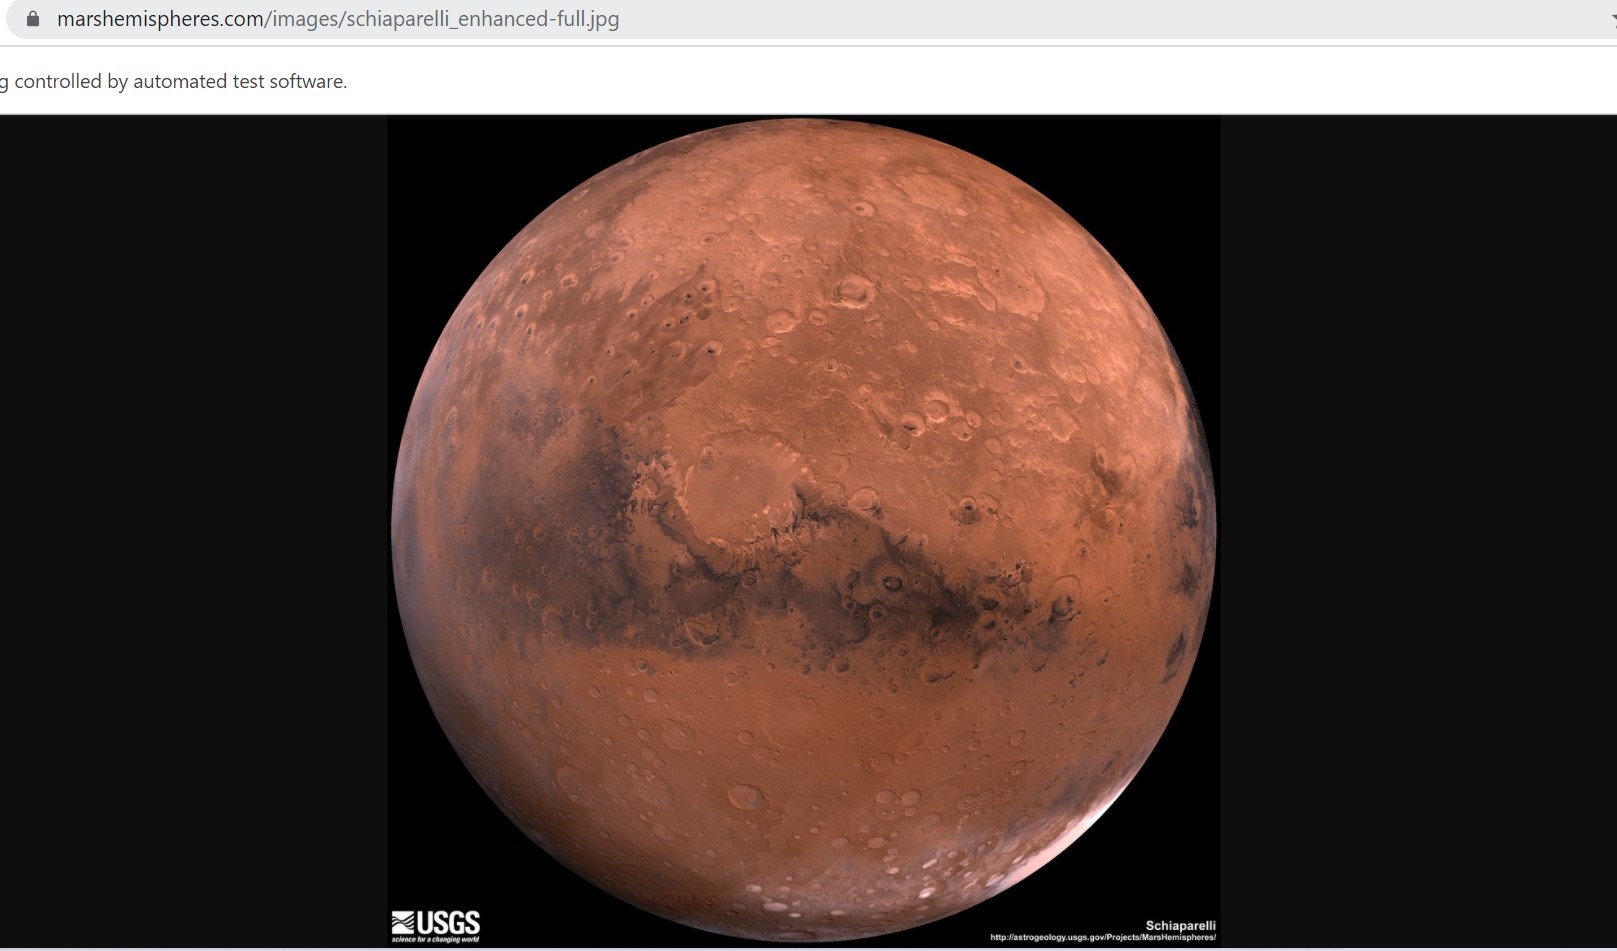 marshemispheres.com/images/schiaparelli_enhanced-full.jpg
g controlled by automated test software.
USGS
science for a changing world
Schiaparelli
http://astrogeology.usgs.gov/Projects/MarsHemispheres/